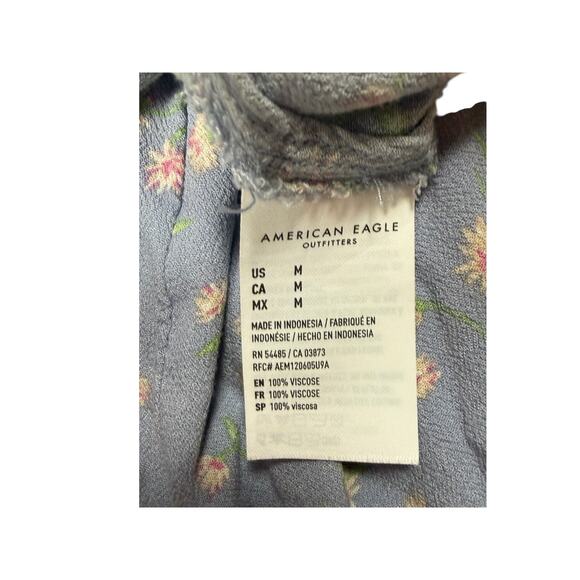 AMERICAN EAGLE
OUTFITTERS
US M
CA M
MX M
MADE IN INDONESIA / FABRIQUÉ EN
INDONÉSIE / HECHO EN INDONESIA
RN 54485 / CA 03873
RFC# AEM120605U9A
EN 100% VISCOSE
FR 100% VISCOSE
SP 100% viscosa